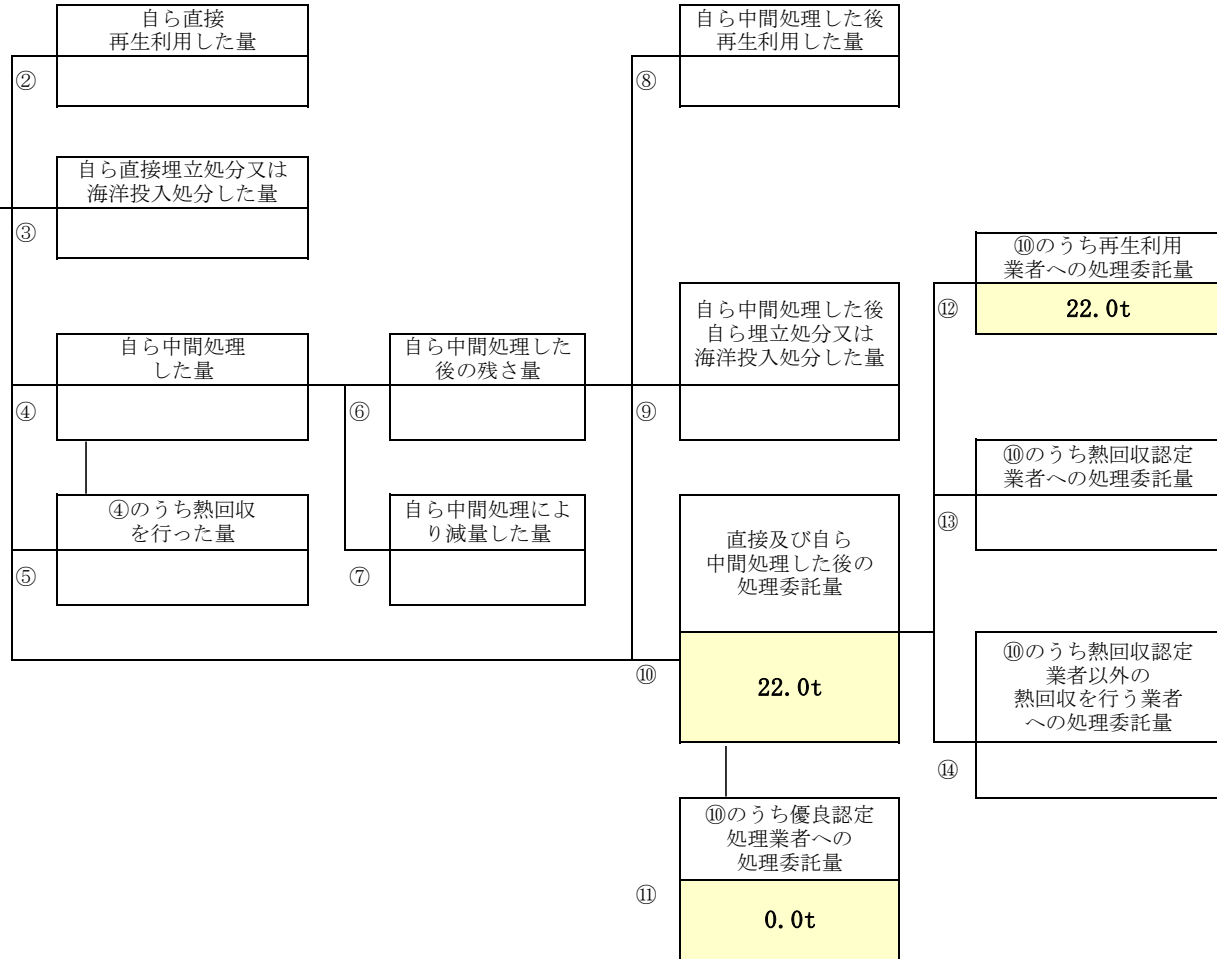 自ら直接
再生利用した量
②
自ら中間処理した後
再生利用した量
⑧
自ら直接埋立処分又は
海洋投入処分した量
③
⑩のうち再生利用
業者への処理委託量
⑫
22.0t
自ら中間処理した後
自ら埋立処分又は
海洋投入処分した量
⑨
自ら中間処理
した量
④
自ら中間処理した
後の残さ量
⑥
⑩のうち熱回収認定
業者への処理委託量
⑬
④のうち熱回収
を行った量
⑤
自ら中間処理によ
り減量した量
⑦
直接及び自ら
中間処理した後の
処理委託量
⑩
22.0t
⑩のうち熱回収認定
業者以外の
熱回収を行う業者
への処理委託量
⑭
⑩のうち優良認定
処理業者への
処理委託量
⑪
0.0t